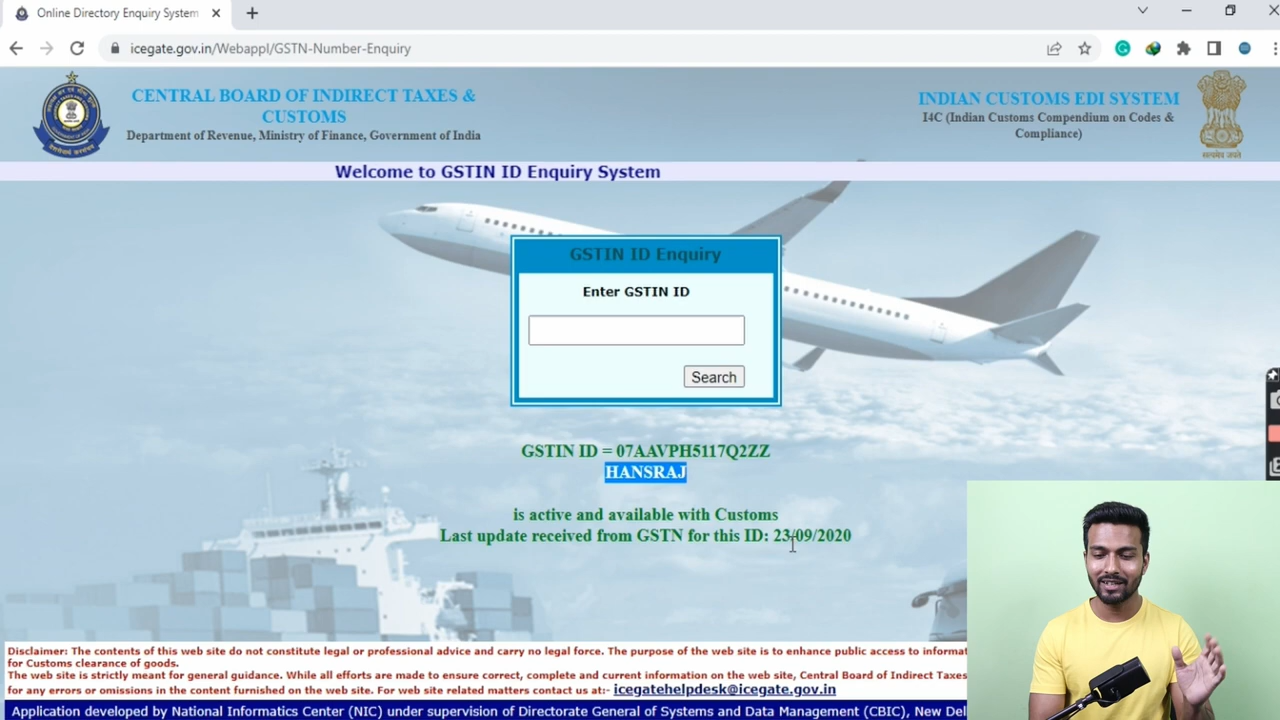 Online Directory Enquiry System
icegate.gov.in/Webappl/GSTN-Number-Enquiry
CENTRAL BOARD OF INDIRECT TAXES &
CUSTOMS
Department of Revenue, Ministry of Finance, Government of India
INDIAN CUSTOMS EDI SYSTEM
I4C (Indian Customs Compendium on Codes &
Compliance)
सत्यमेव जयते
Welcome to GSTIN ID Enquiry System
GSTIN ID Enquiry
Enter GSTIN ID
Search
GSTIN ID = 07AAVPH5117Q2ZZ
HANSRAJ
is active and available with Customs
Last update received from GSTN for this ID: 23/09/2020
Disclaimer: The contents of this web site do not constitute legal or professional advice and carry no legal force. The purpose of the web site is to enhance public access to informat
for Customs clearance of goods.
The web site is strictly meant for general guidance. While all efforts are made to ensure correct, complete and current information on the web site, Central Board of Indirect Taxes
for any errors or omissions in the content furnished on the web site. For web site related matters contact us at:- icegatehelpdesk@icegate.gov.in
Application developed by National Informatics Center (NIC) under supervision of Directorate General of Systems and Data Management (CBIC), New Del